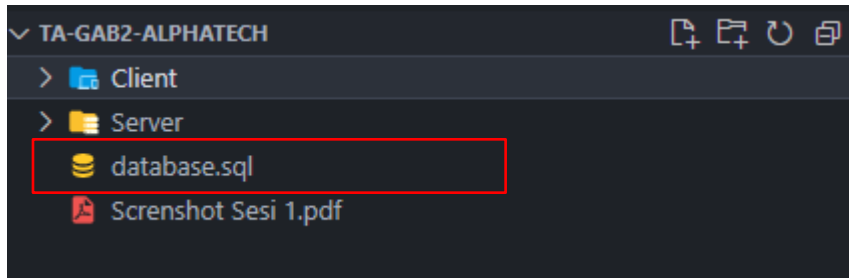 TA-GAB2-ALPHATECH
Client
Server
database.sql
Screnshot Sesi 1.pdf